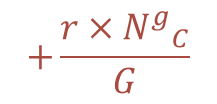 + r × N^g_C / G